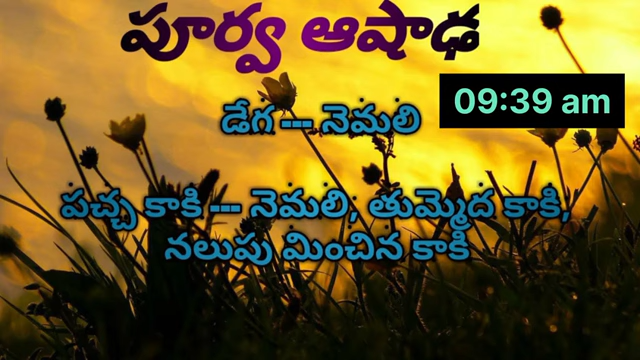 పూర్వ ఆషాఢ
09:39 am
డేగ --- నెమలి
పచ్చ కాకి --- నెమలి, తుమ్మెద కాకి,
నలుపు మించిన కాకి